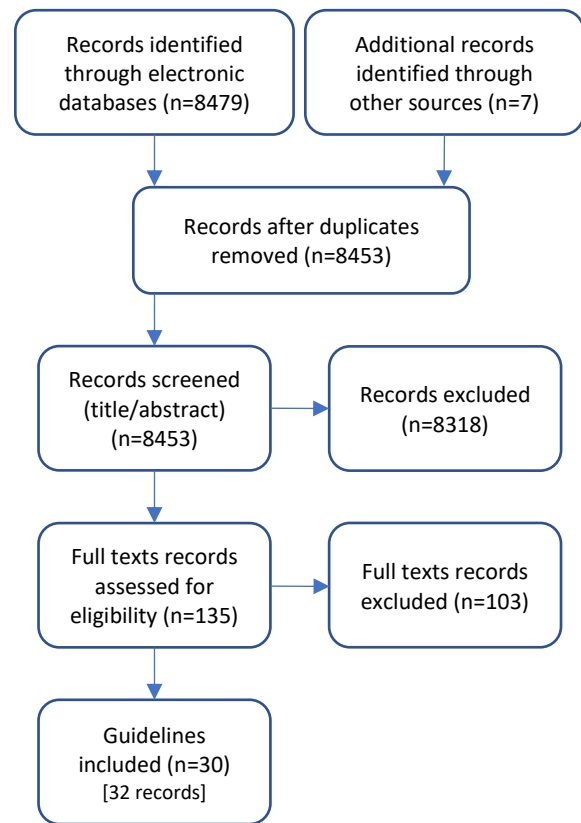 Records identified
through electronic
databases (n=8479)
Additional records
identified through
other sources (n=7)
Records after duplicates
removed (n=8453)
Records screened
(title/abstract)
(n=8453)
Records excluded
(n=8318)
Full texts records
assessed for
eligibility (n=135)
Full texts records
excluded (n=103)
Guidelines
included (n=30)
[32 records]